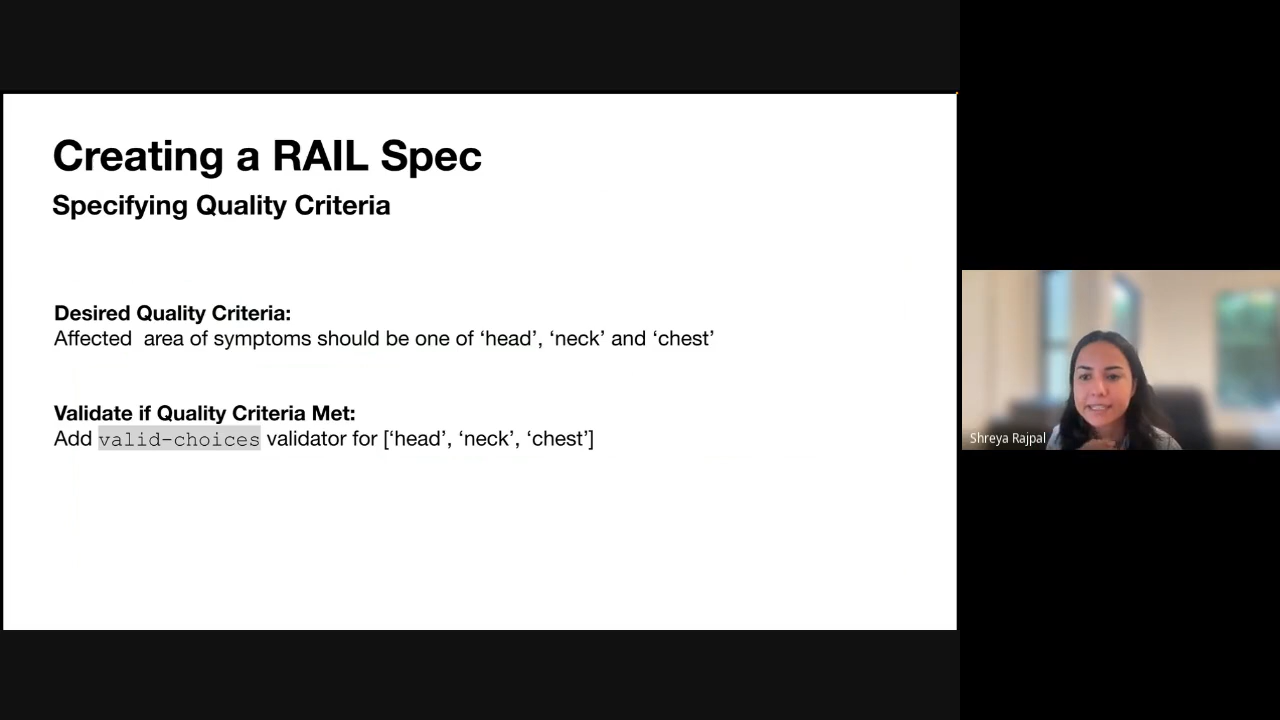 Creating a RAIL Spec
Specifying Quality Criteria
Desired Quality Criteria:
Affected  area of symptoms should be one of ‘head’, ‘neck’ and ‘chest’
Validate if Quality Criteria Met:
Add valid-choices validator for [‘head’, ‘neck’, ‘chest’]
Shreya Rajpal